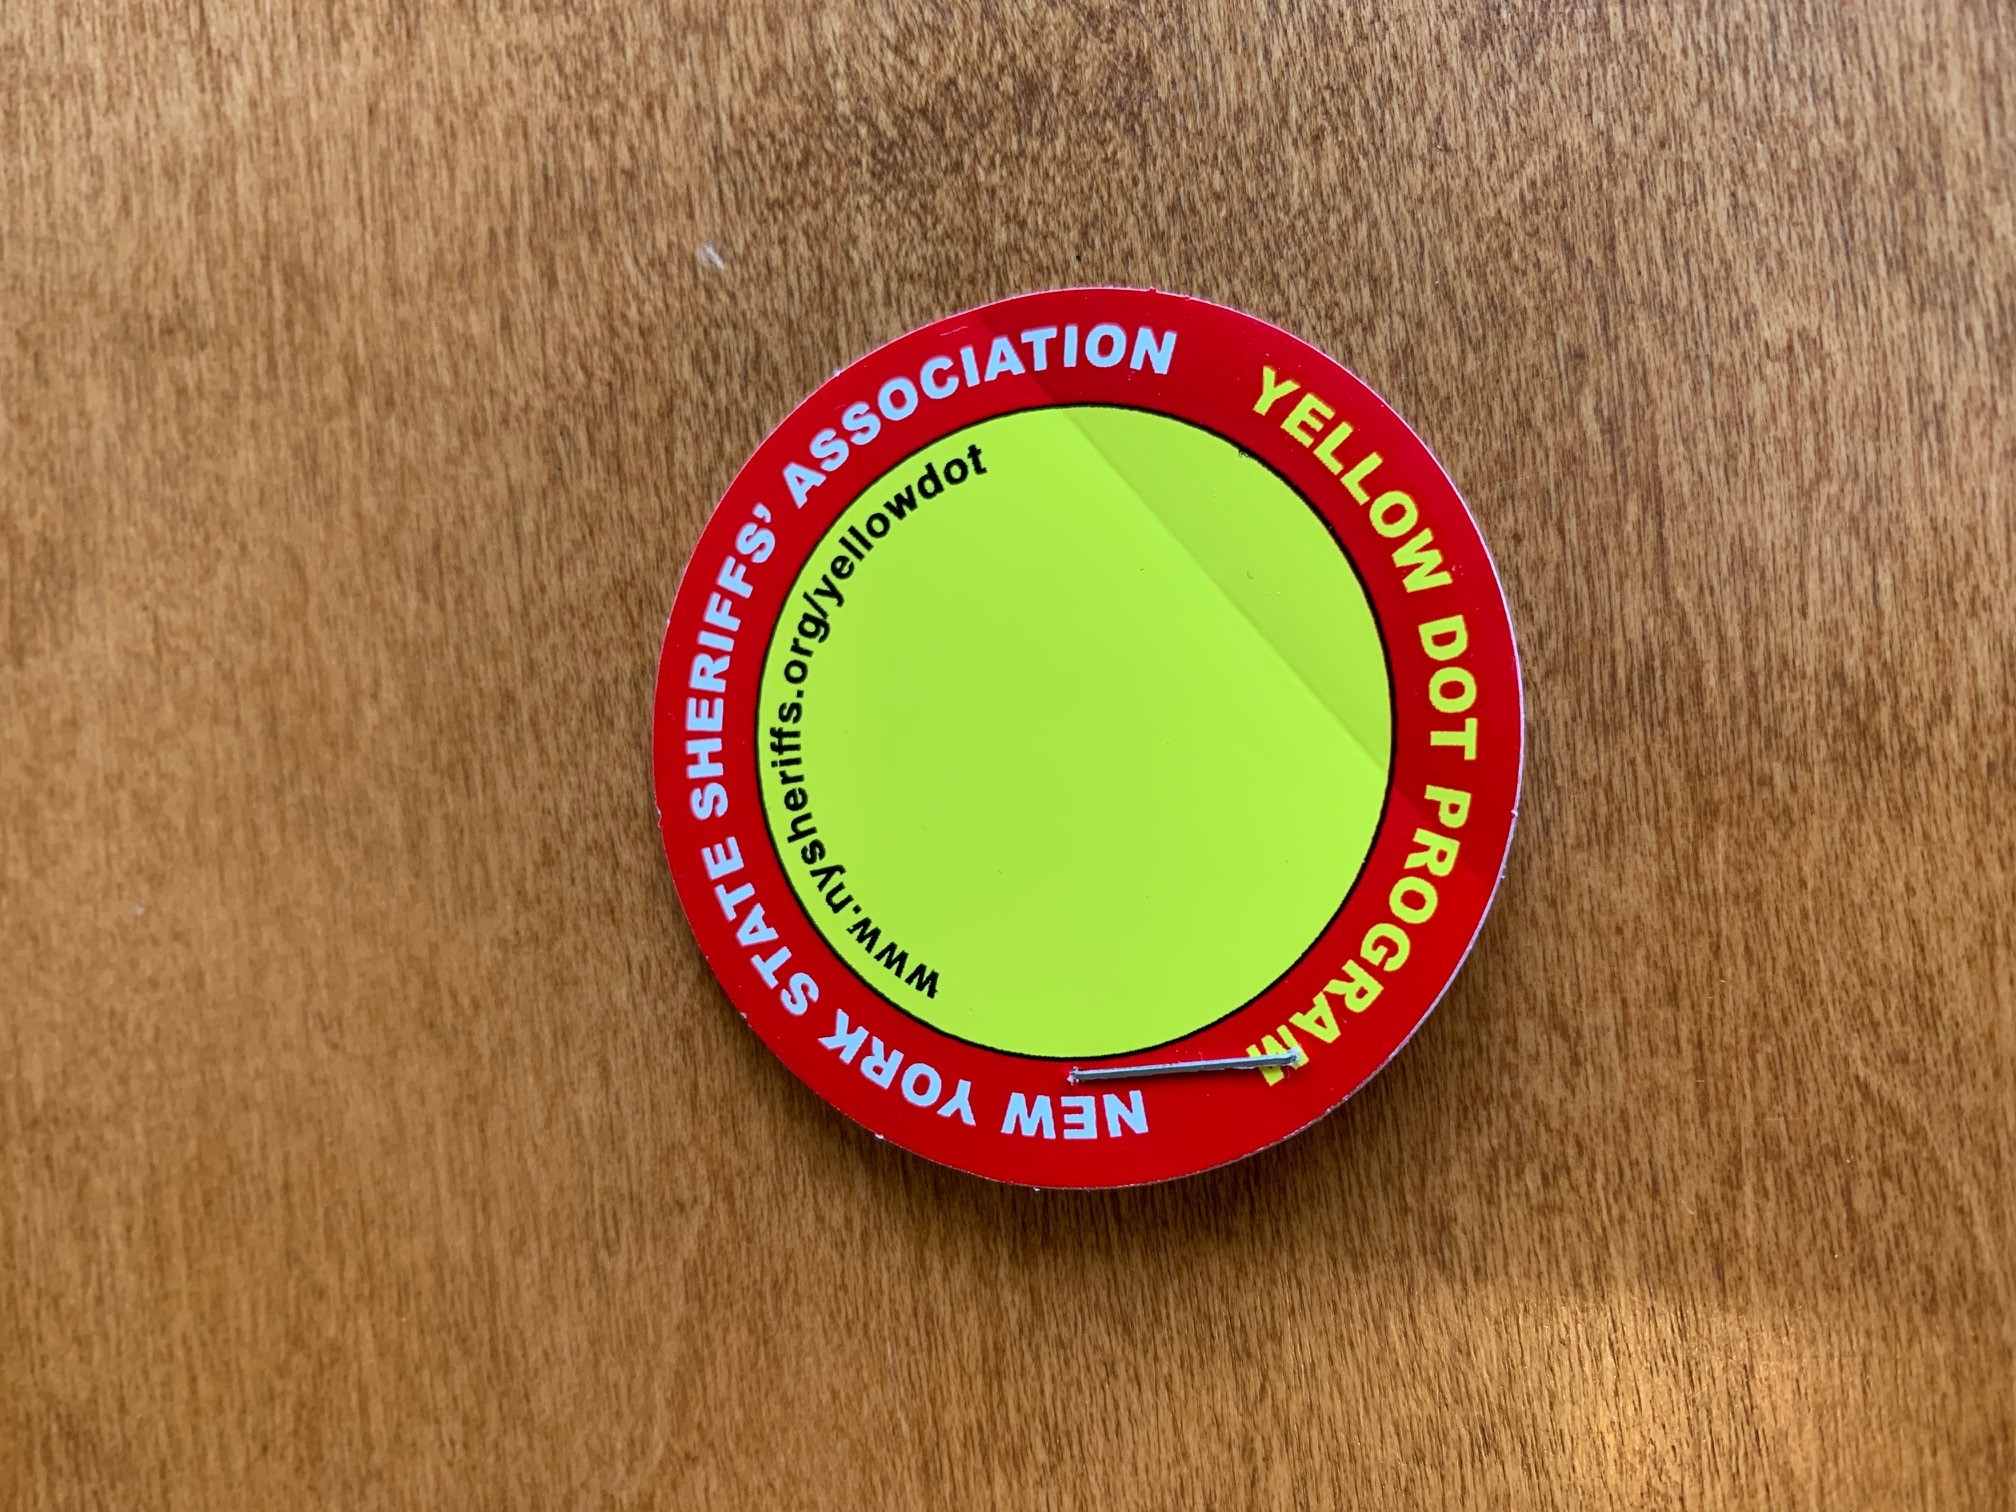 NEW YORK STATE SHERIFFS' ASSOCIATION
YELLOW DOT PROGRAM
www.nysheriffs.org/yellowdot